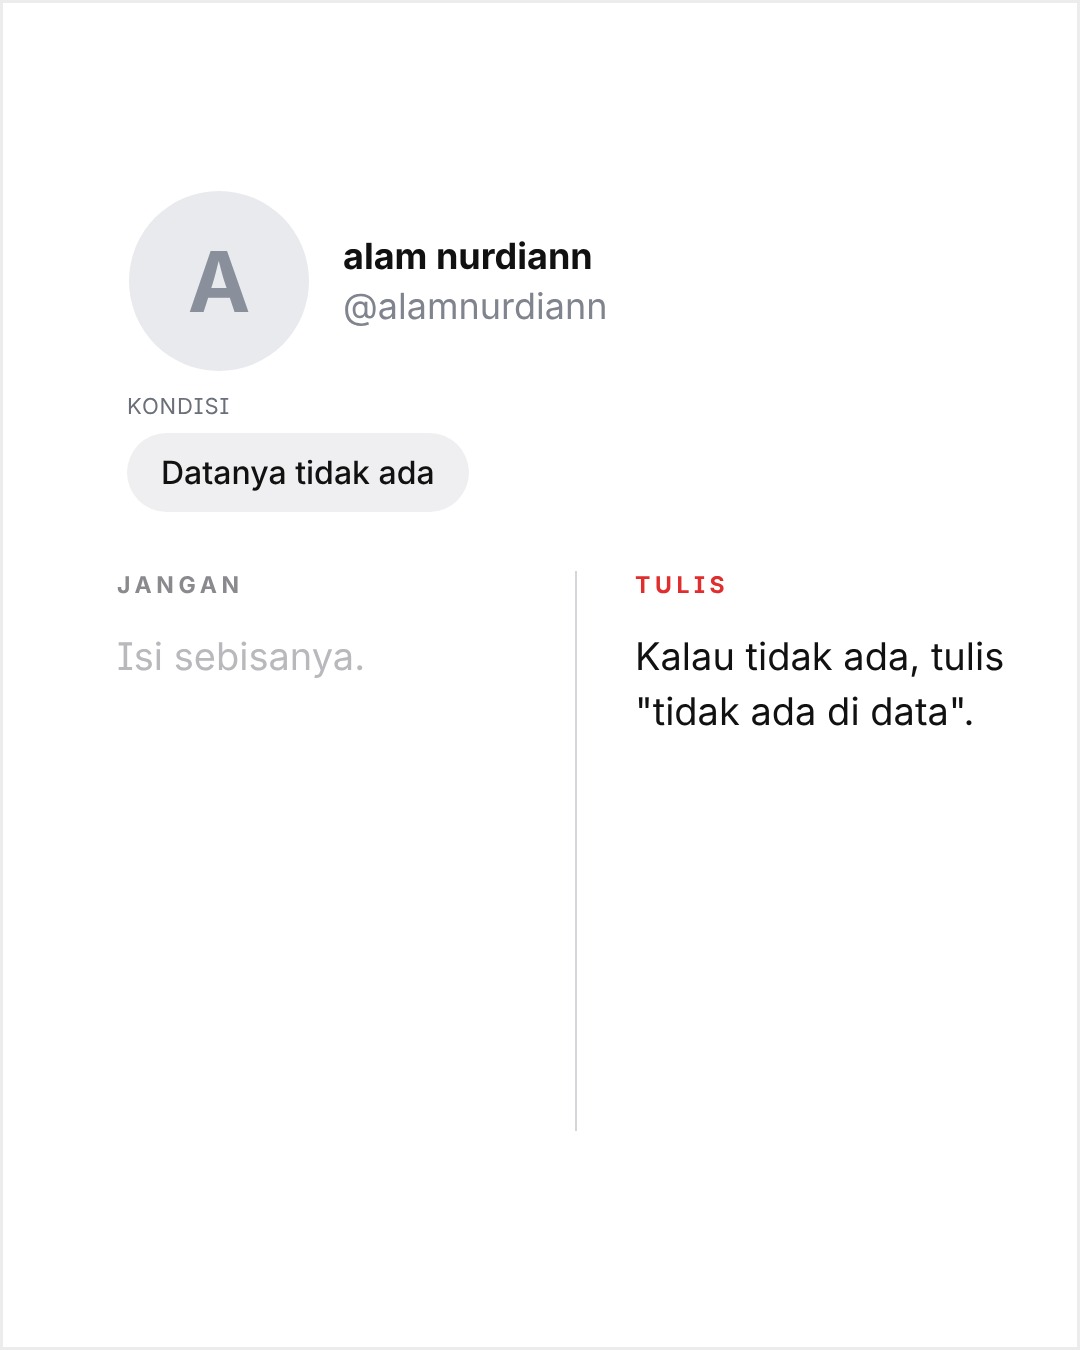 A
alam nurdiann
@alamnurdiann
KONDISI
Datanya tidak ada
JANGAN
Isi sebisanya.
TULIS
Kalau tidak ada, tulis
"tidak ada di data".